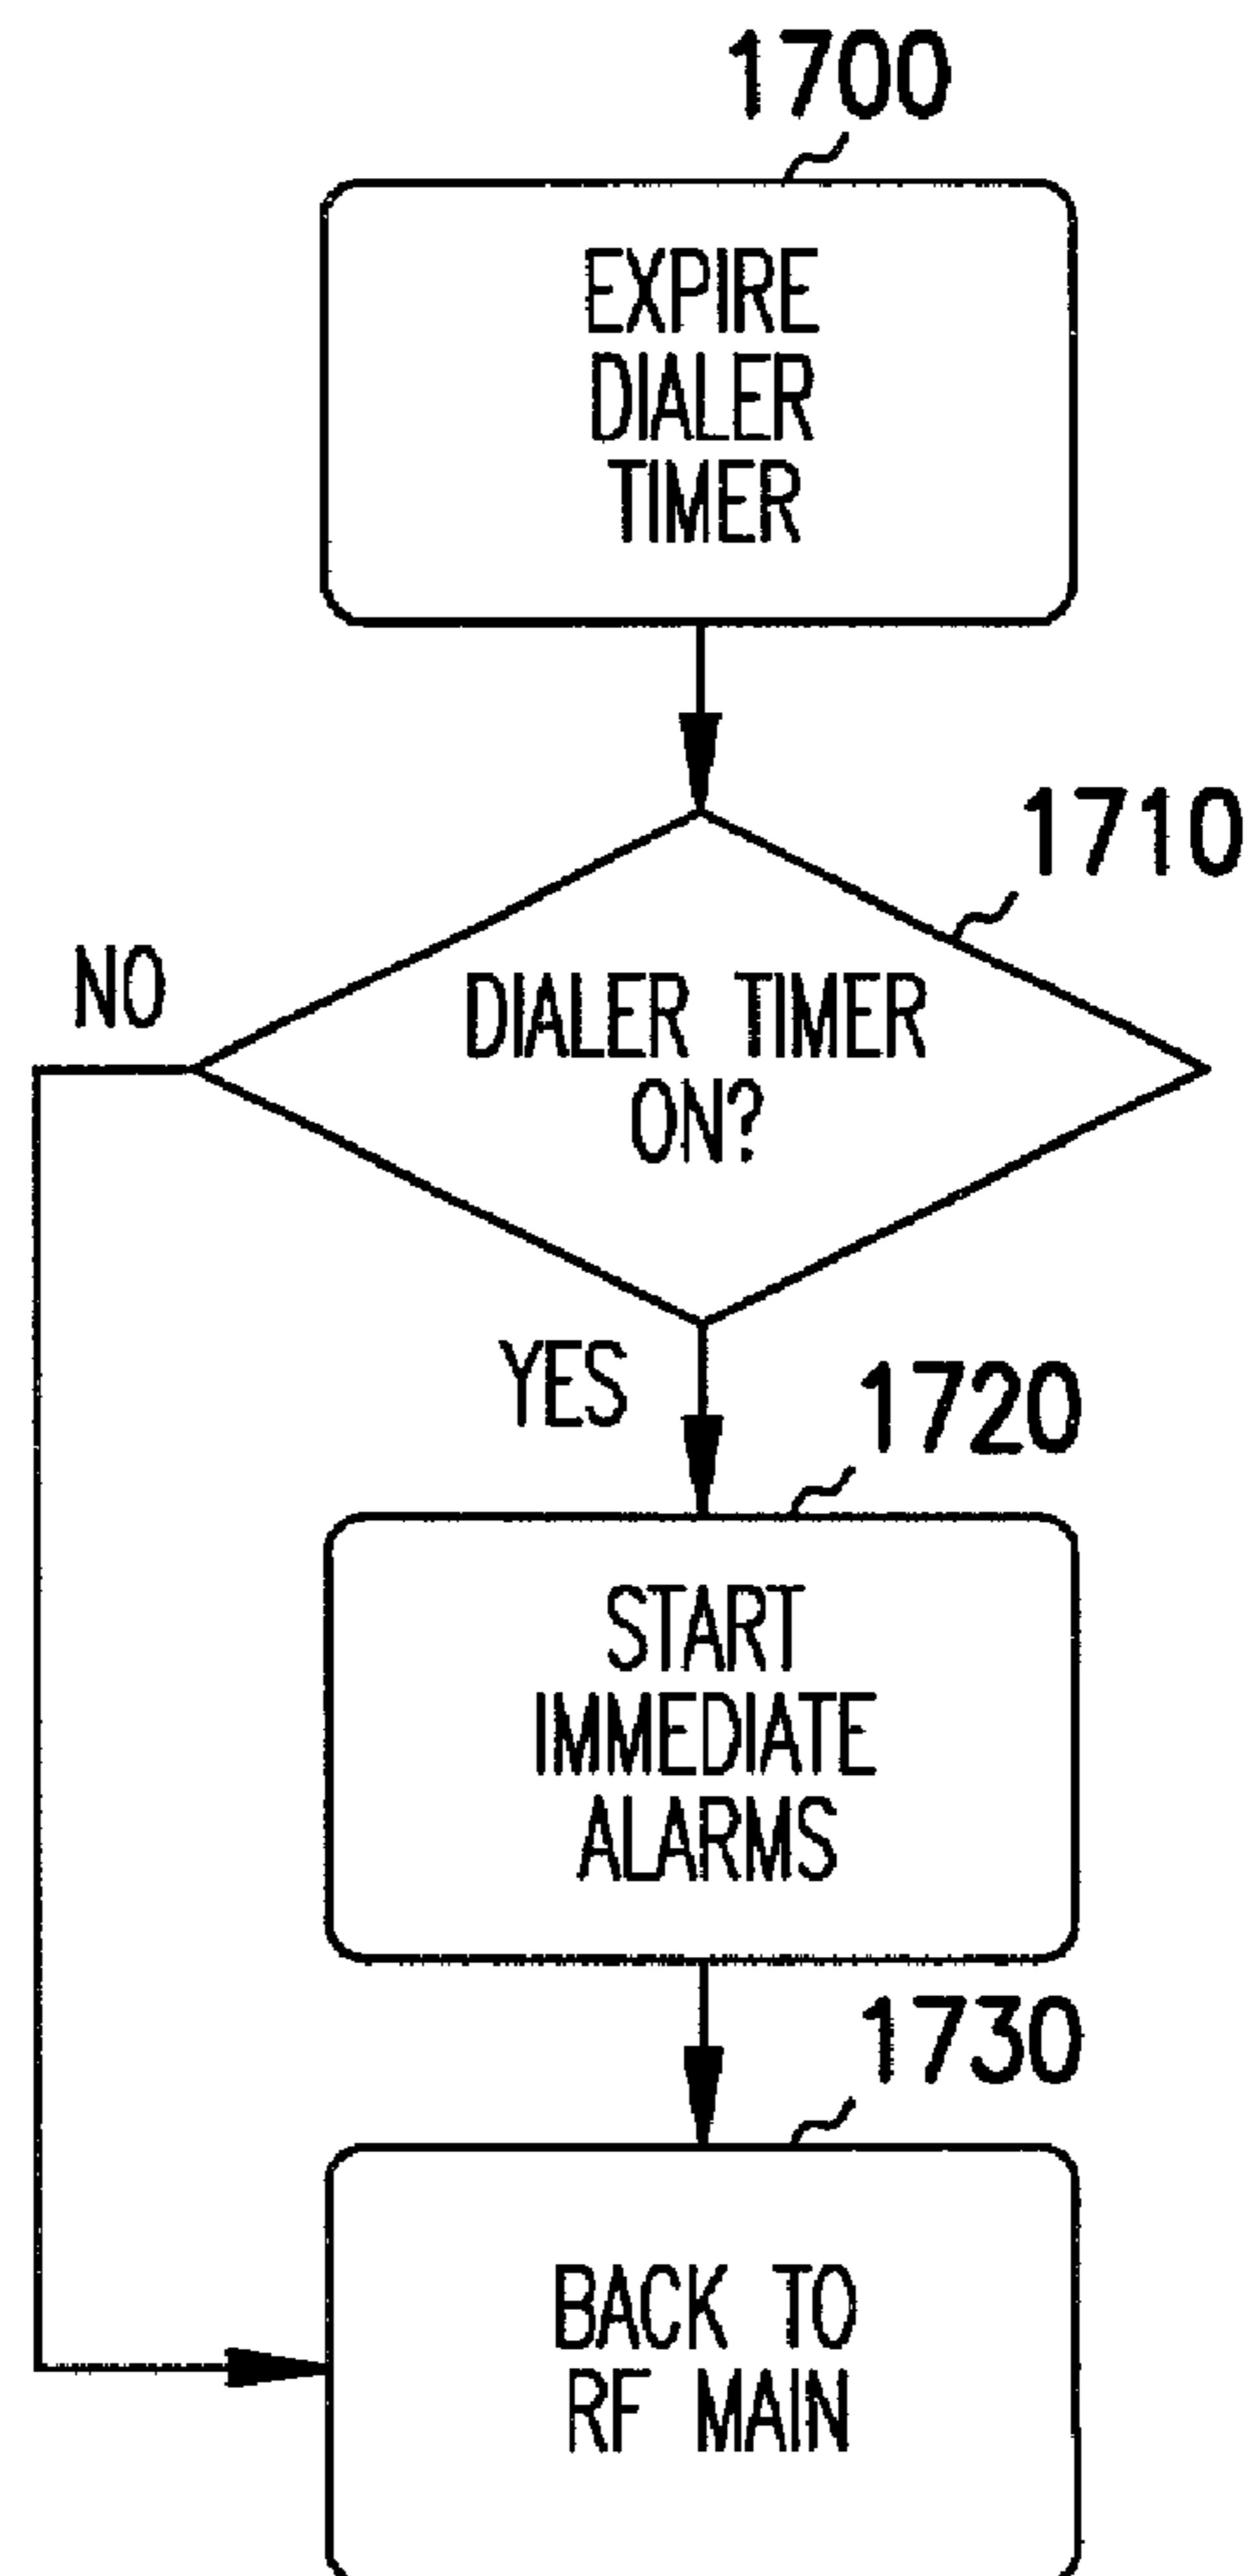 1700
EXPIRE
DIALER
TIMER
1710
NO
DIALER TIMER
ON?
YES
1720
START
IMMEDIATE
ALARMS
1730
BACK TO
RF MAIN